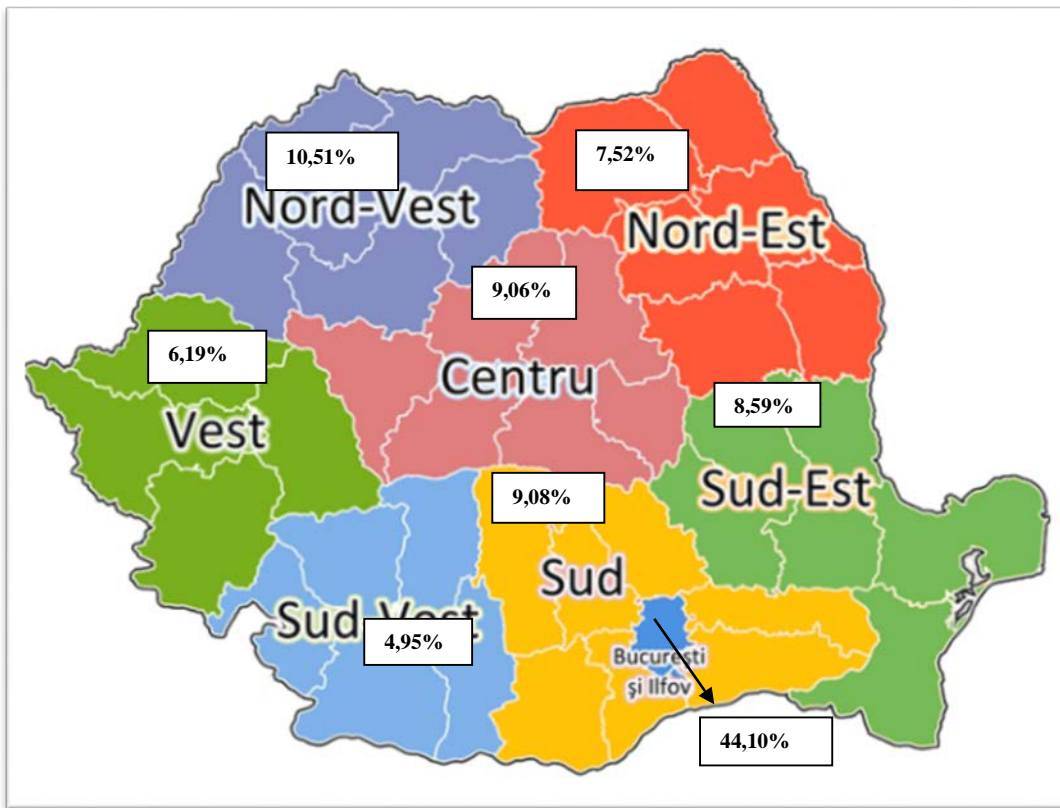 10,51%
Nord-Vest
7,52%
Nord-Est
9,06%
Centru
6,19%
Vest
8,59%
Sud-Est
9,08%
Sud
Sud-Vest
4,95%
București
și Ilfov
44,10%